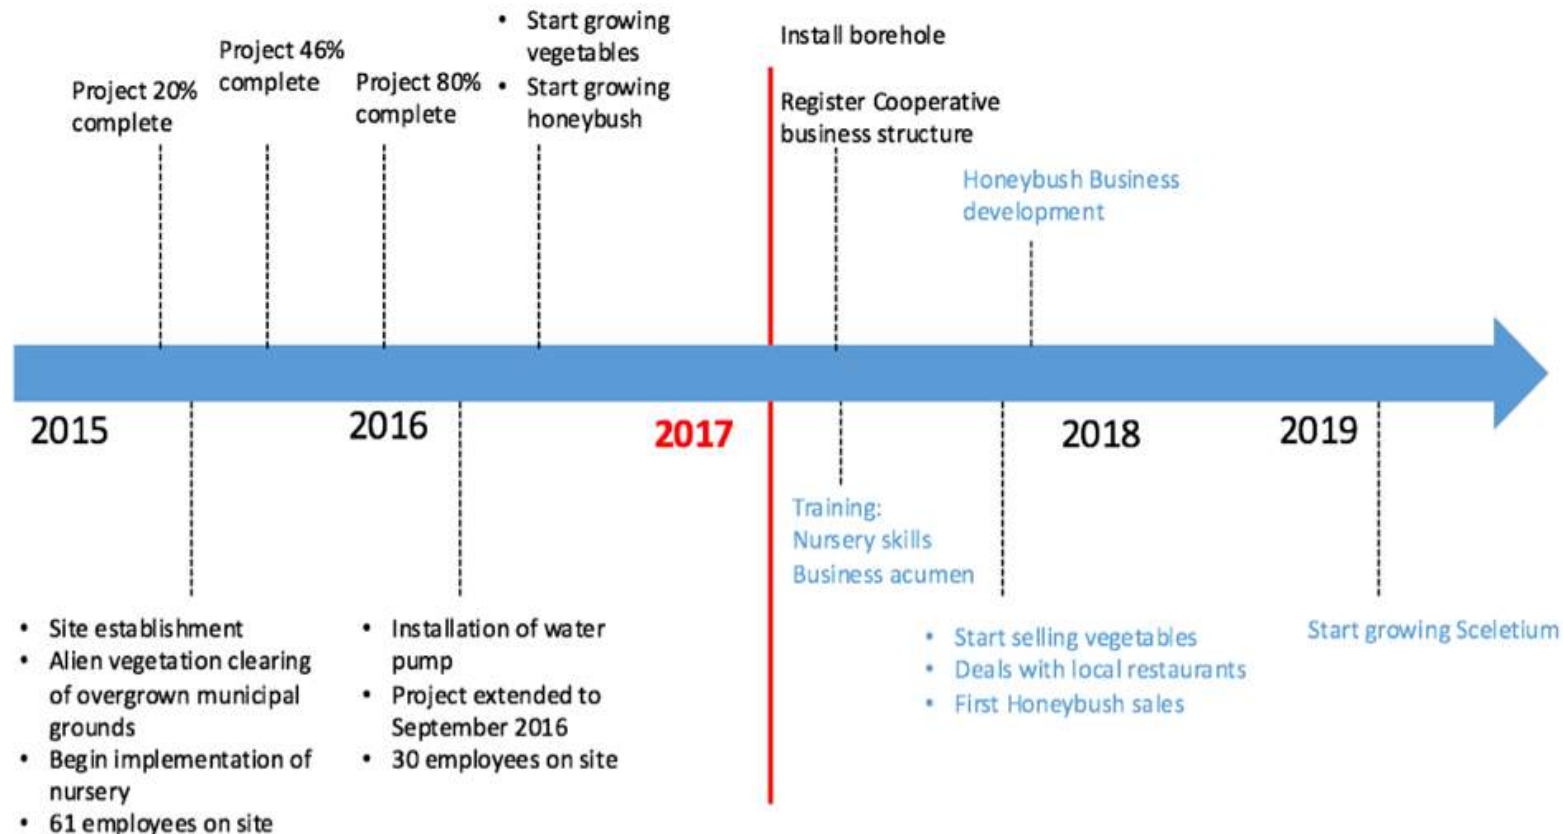 Project 20%
complete
Project 46%
complete
Project 80%
complete
• Start growing
vegetables
• Start growing
honeybush
Install borehole
Register Cooperative
business structure
Honeybush Business
development
2015
2016
2017
2018
2019
• Site establishment
• Alien vegetation clearing
of overgrown municipal
grounds
• Begin implementation of
nursery
• 61 employees on site
• Installation of water
pump
• Project extended to
September 2016
• 30 employees on site
Training:
Nursery skills
Business acumen
• Start selling vegetables
• Deals with local restaurants
• First Honeybush sales
Start growing Sceletium